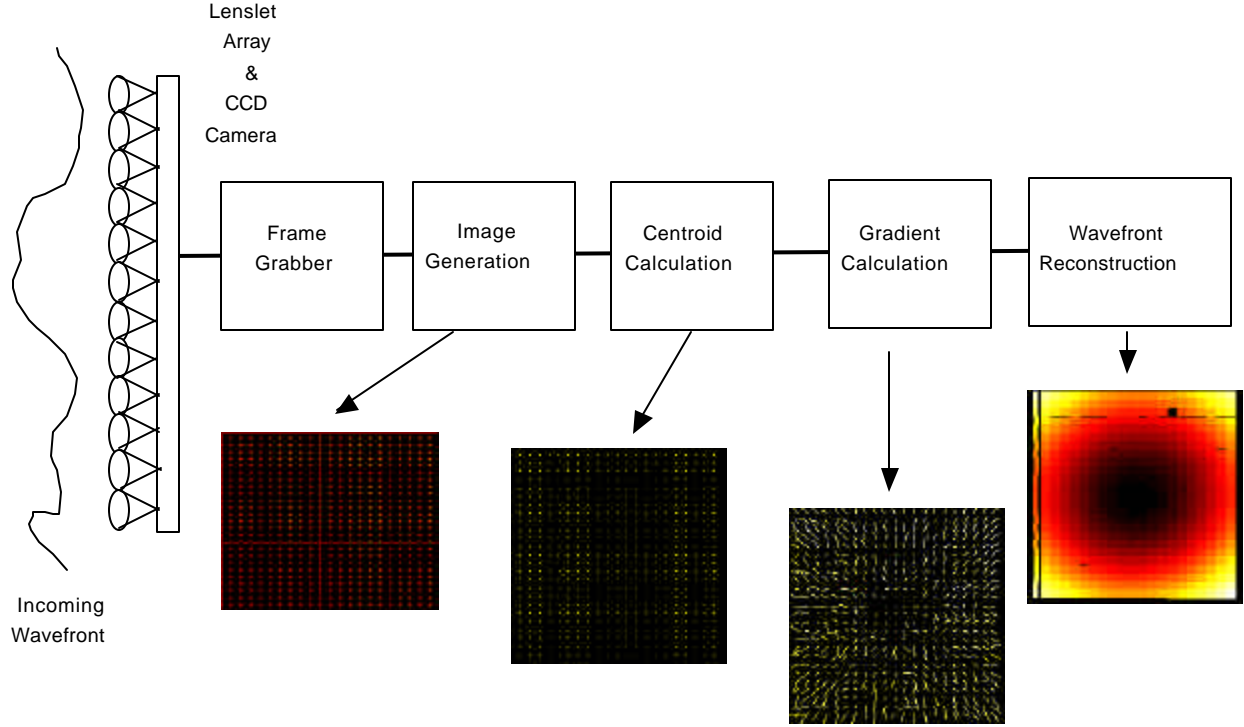 Lenslet
Array
&
CCD
Camera
Frame
Grabber
Image
Generation
Centroid
Calculation
Gradient
Calculation
Wavefront
Reconstruction
Incoming
Wavefront